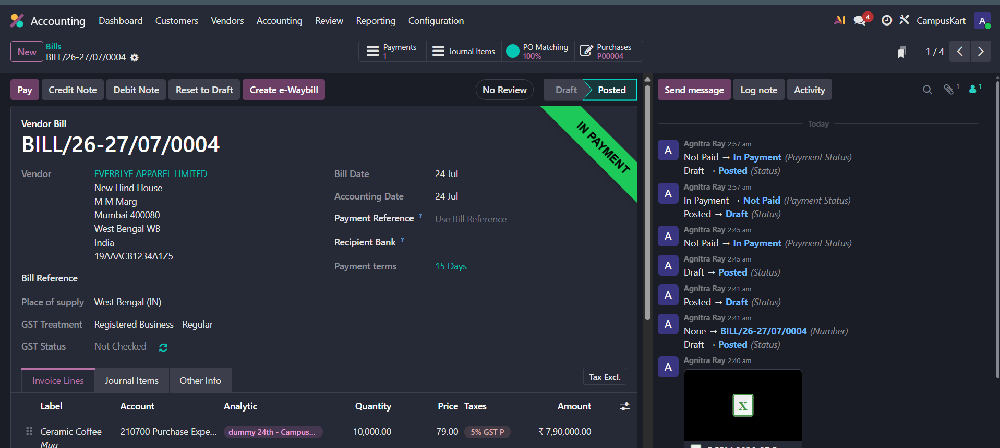 Accounting Dashboard Customers Vendors Accounting Review Reporting Configuration
AI 4 CampusKart A
New
Bills
BILL/26-27/07/0004
Payments
1
Journal Items
PO Matching
100%
Purchases
P00004
1 / 4
Pay Credit Note Debit Note Reset to Draft Create e-Waybill
No Review Draft Posted
Vendor Bill
BILL/26-27/07/0004
IN PAYMENT
Vendor
EVERBLYE APPAREL LIMITED
New Hind House
M M Marg
Mumbai 400080
West Bengal WB
India
19AAACB1234A1Z5
Bill Reference
Place of supply West Bengal (IN)
GST Treatment Registered Business - Regular
GST Status Not Checked
Bill Date 24 Jul
Accounting Date 24 Jul
Payment Reference ? Use Bill Reference
Recipient Bank ?
Payment terms 15 Days
Invoice Lines Journal Items Other Info
Tax Excl.
Label Account Analytic Quantity Price Taxes Amount
Ceramic Coffee 210700 Purchase Expe... dummy 24th - Campus... 10,000.00 79.00 5% GST P ₹ 7,90,000.00
Mug
Send message Log note Activity
1 1
Today
A
Agnitra Ray 2:57 am
Not Paid → In Payment (Payment Status)
Draft → Posted (Status)
A
Agnitra Ray 2:57 am
In Payment → Not Paid (Payment Status)
Posted → Draft (Status)
A
Agnitra Ray 2:45 am
Not Paid → In Payment (Payment Status)
A
Agnitra Ray 2:45 am
Draft → Posted (Status)
A
Agnitra Ray 2:41 am
Posted → Draft (Status)
A
Agnitra Ray 2:41 am
None → BILL/26-27/07/0004 (Number)
Draft → Posted (Status)
A
Agnitra Ray 2:40 am
X